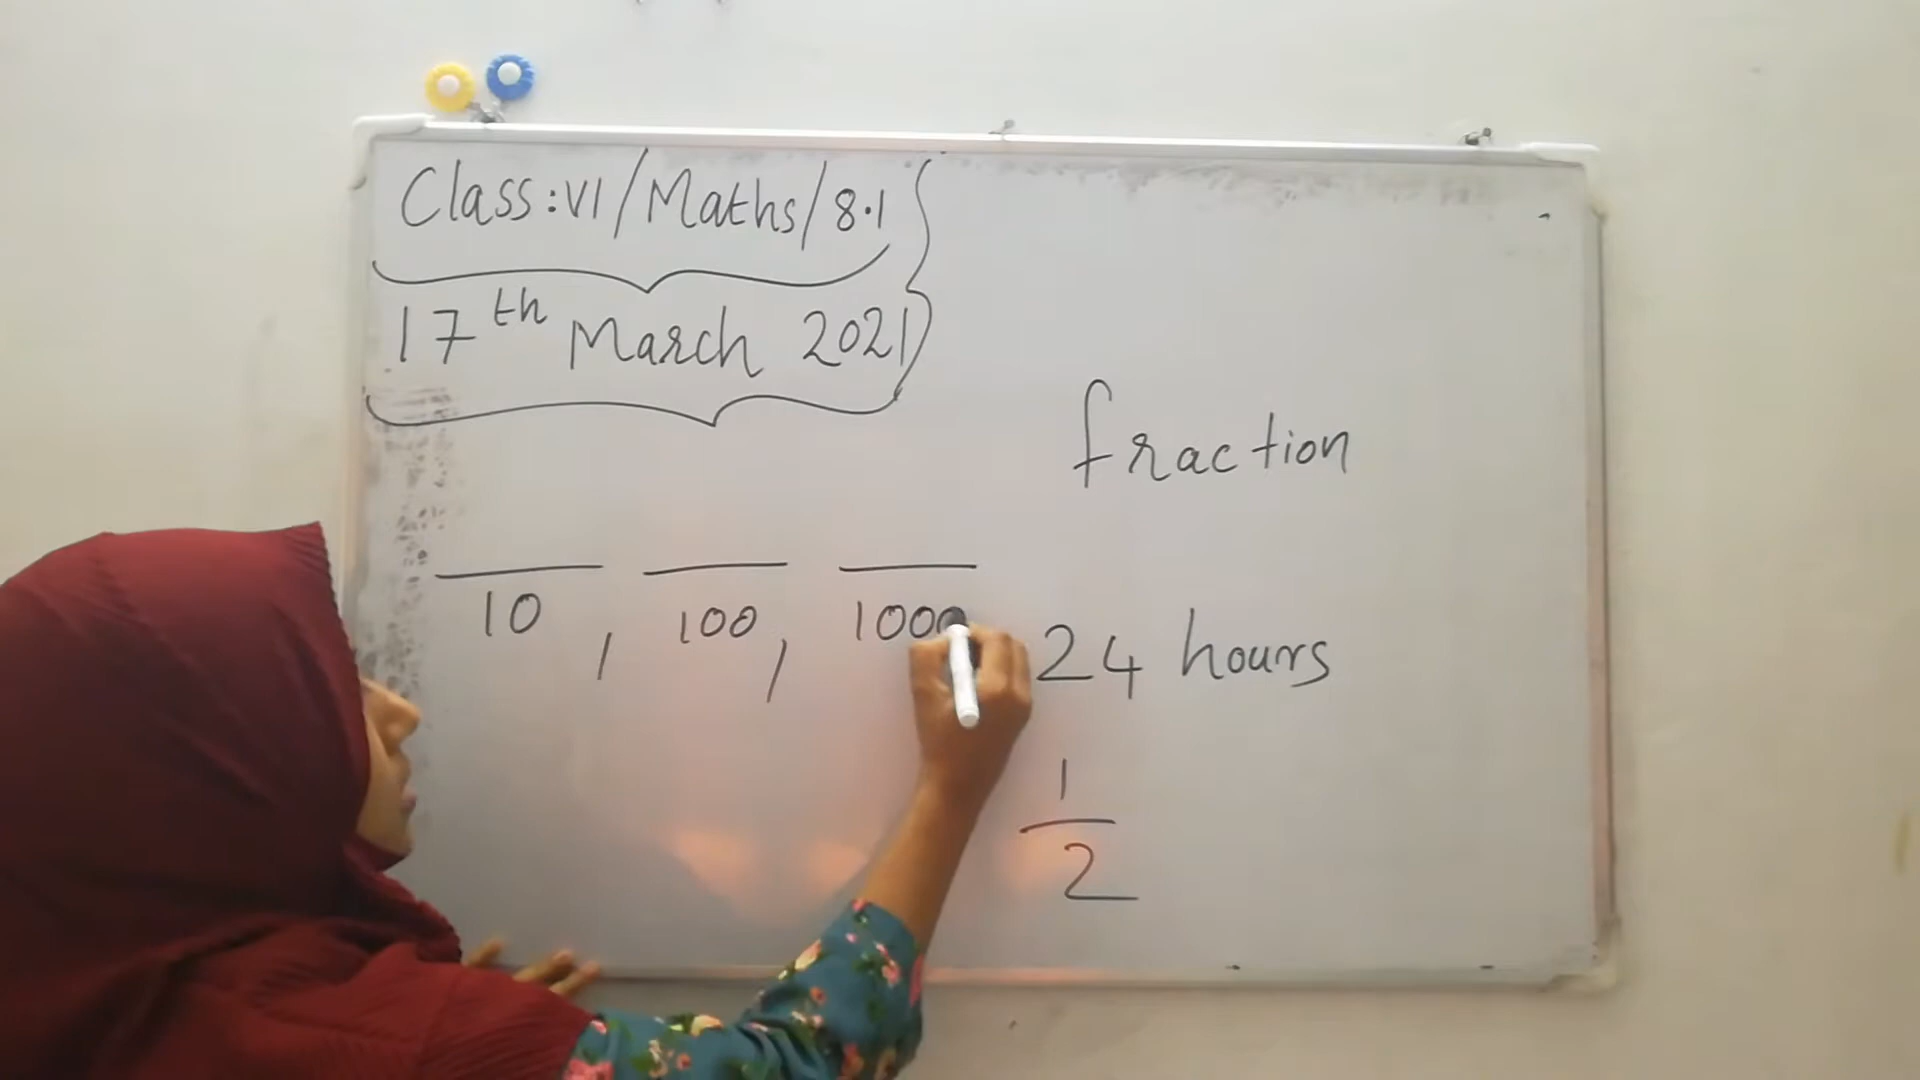 Class:VI/Maths/8.1
17th March 2021
fraction
10, 100, 1000
24 hours
1
2